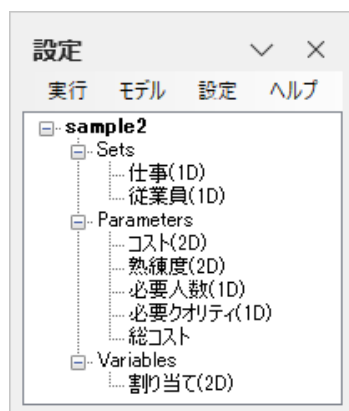 設定
実行 モデル 設定 ヘルプ
sample2
Sets
仕事(1D)
従業員(1D)
Parameters
コスト(2D)
熟練度(2D)
必要人数(1D)
必要クオリティ(1D)
総コスト
Variables
割り当て(2D)